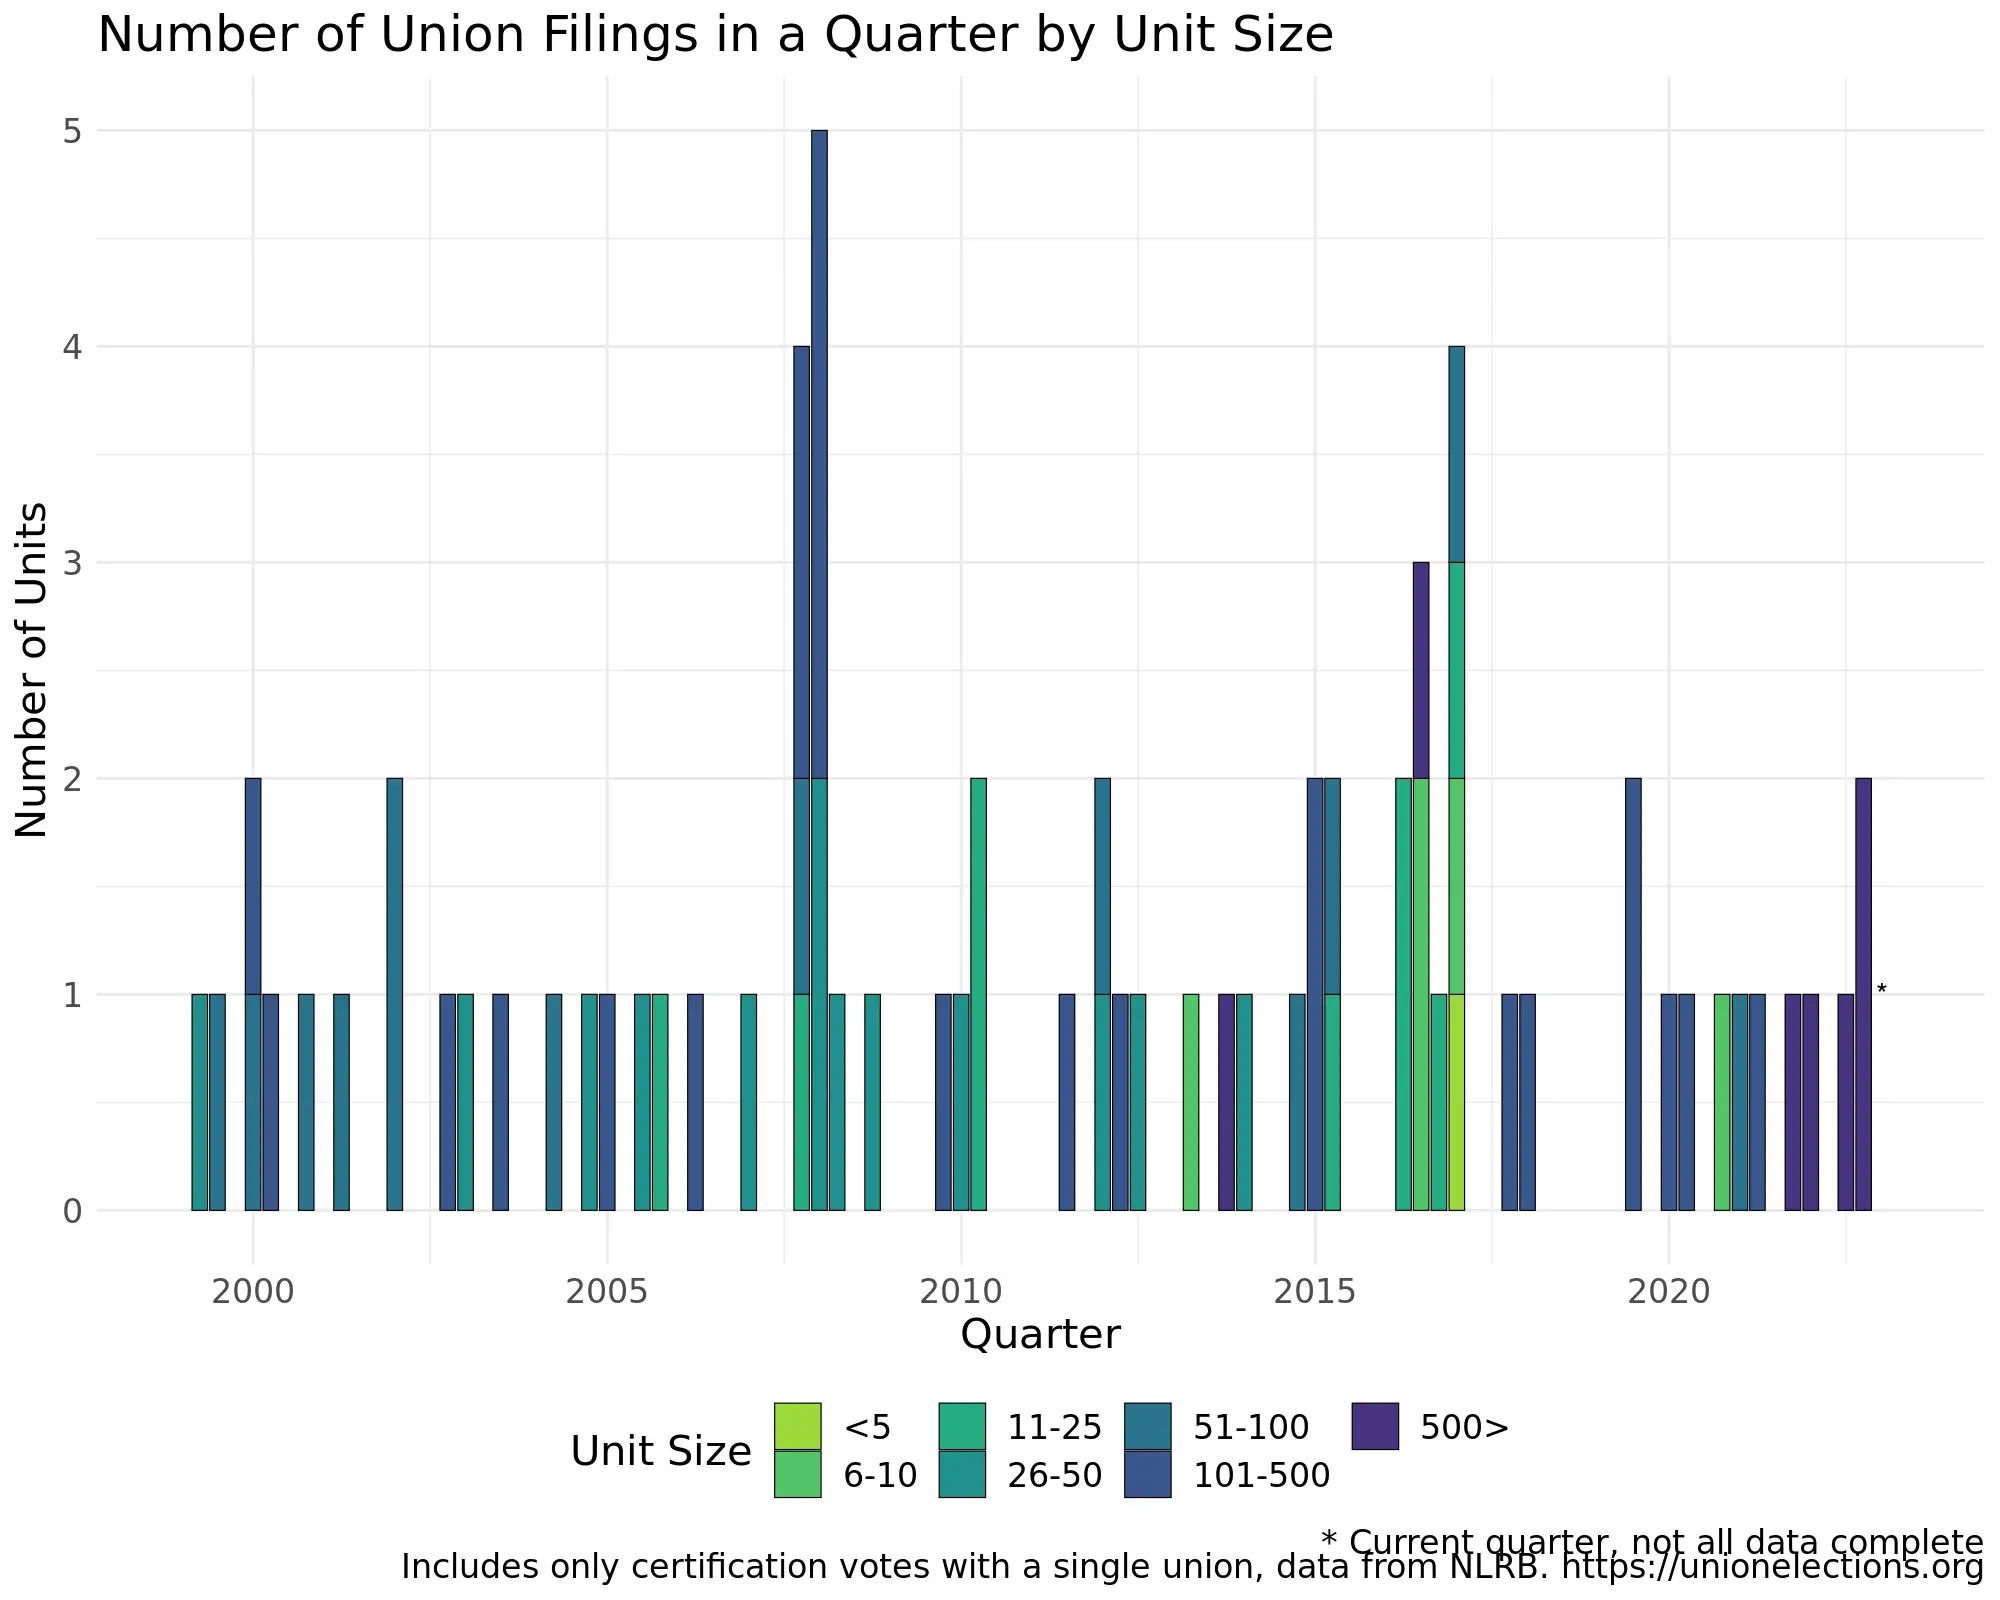 Number of Union Filings in a Quarter by Unit Size
Number of Units
5
4
3
2
1
0
*
2000 2005 2010 2015 2020
Quarter
Unit Size
<5 11-25 51-100 500>
6-10 26-50 101-500
* Current quarter, not all data complete
Includes only certification votes with a single union, data from NLRB. https://unionelections.org